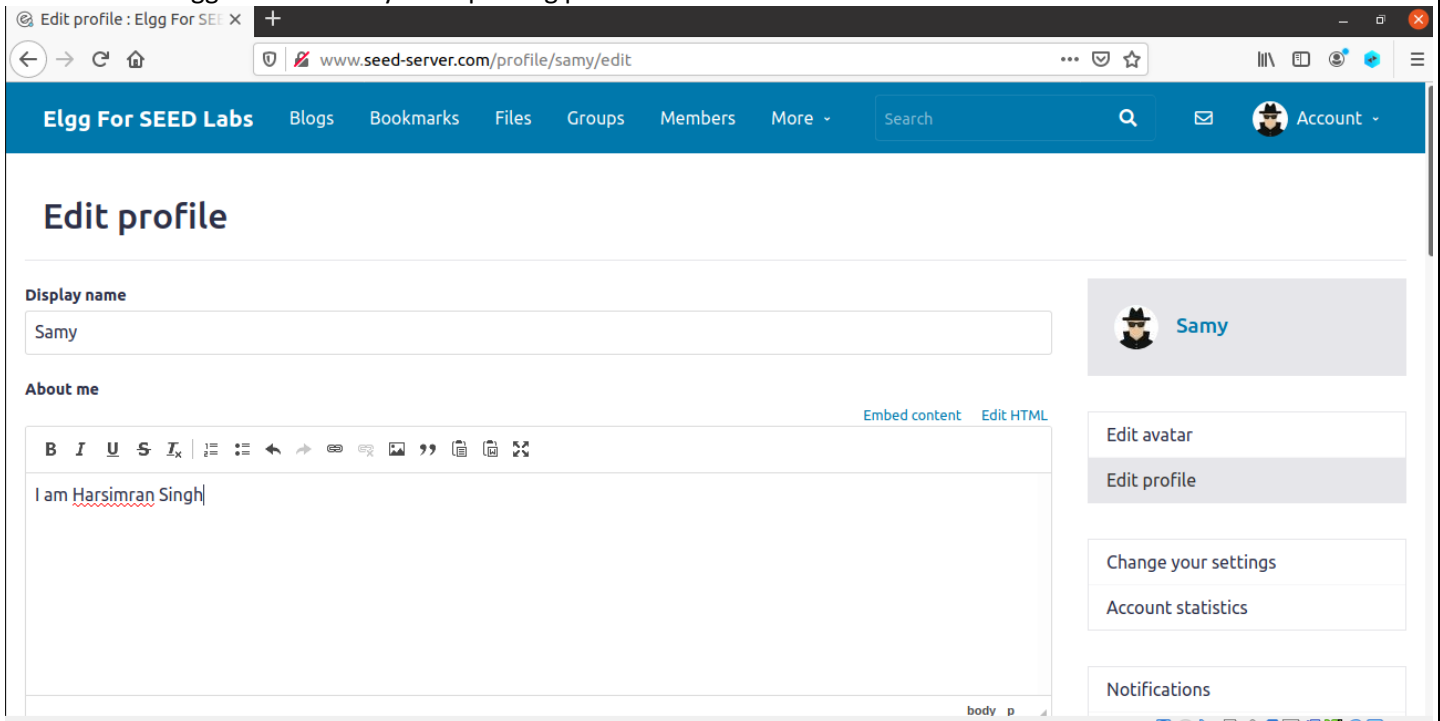 Edit profile : Elgg For SEE
www.seed-server.com/profile/samy/edit
Elgg For SEED Labs Blogs Bookmarks Files Groups Members More Search Account
Edit profile
Display name
Samy
Samy
About me
Embed content Edit HTML
B I U S Ix
Edit avatar
I am Harsimran Singh
Edit profile
Change your settings
Account statistics
Notifications
body p